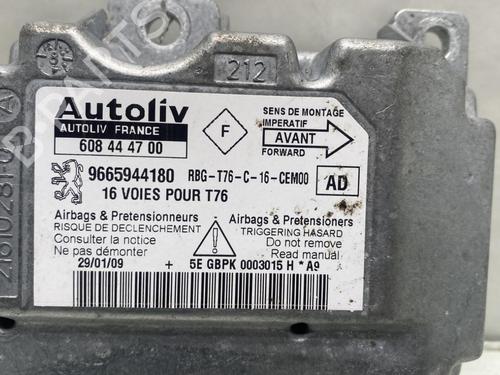 212
Autoliv
AUTOLIV FRANCE
608 44 47 00
F
SENS DE MONTAGE
IMPERATIF
AVANT
FORWARD
9665944180 RBG-T76-C-16-CEM00
16 VOIES POUR T76
AD
Airbags & Pretensionneurs
RISQUE DE DECLENCHEMENT
Consulter la notice
Ne pas démonter
Airbags & Pretensioners
TRIGGERING HASARD
Do not remove
Read manual
29/01/09 + 5E GBPK 0003015 H * A9